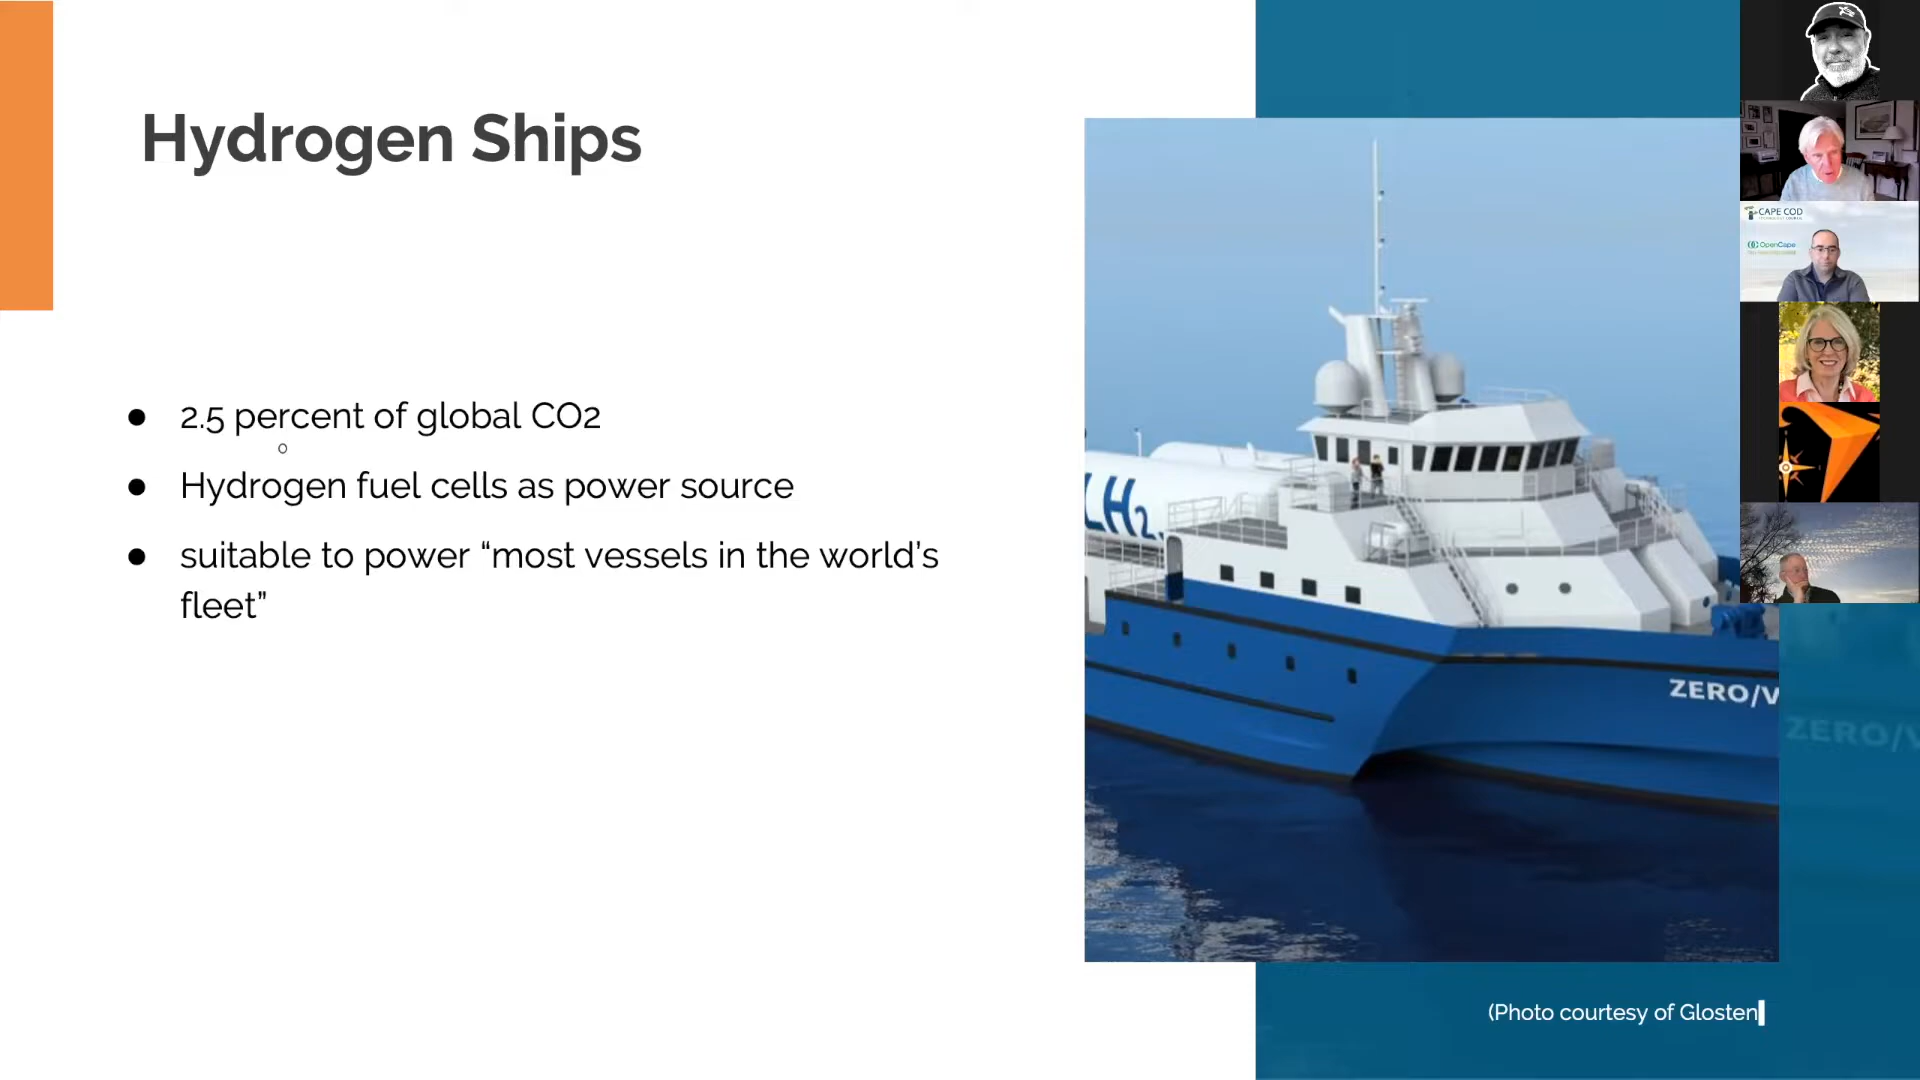 Hydrogen Ships
● 2.5 percent of global CO2
○
● Hydrogen fuel cells as power source
● suitable to power “most vessels in the world’s
fleet”
LH2
ZERO/V
ZERO/V
(Photo courtesy of Glosten
CAPE COD
OpenCape